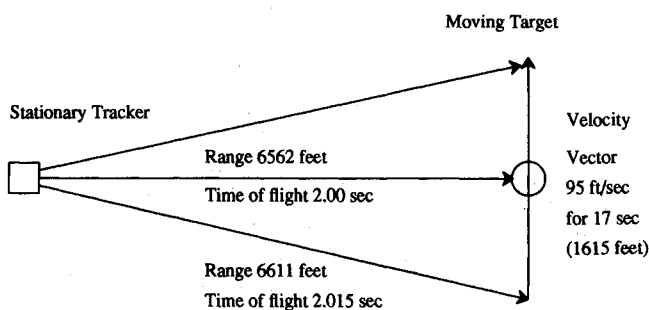 Moving Target
Stationary Tracker
Range 6562 feet
Time of flight 2.00 sec
Range 6611 feet
Time of flight 2.015 sec
Velocity
Vector
95 ft/sec
for 17 sec
(1615 feet)